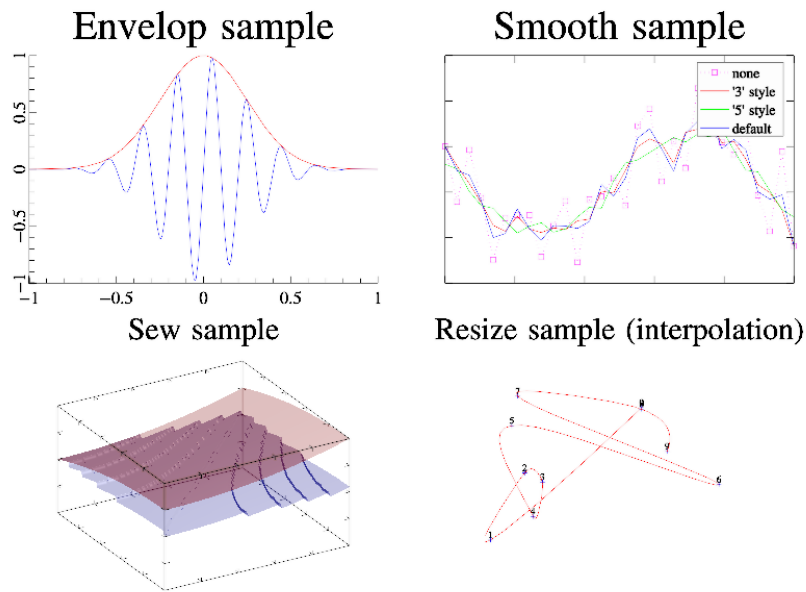 Envelop sample
Smooth sample
1
0.5
0
−0.5
−1
−1 −0.5 0 0.5 1
none
'3' style
'5' style
default
Sew sample
Resize sample (interpolation)
7
5
2
3
4
1
6